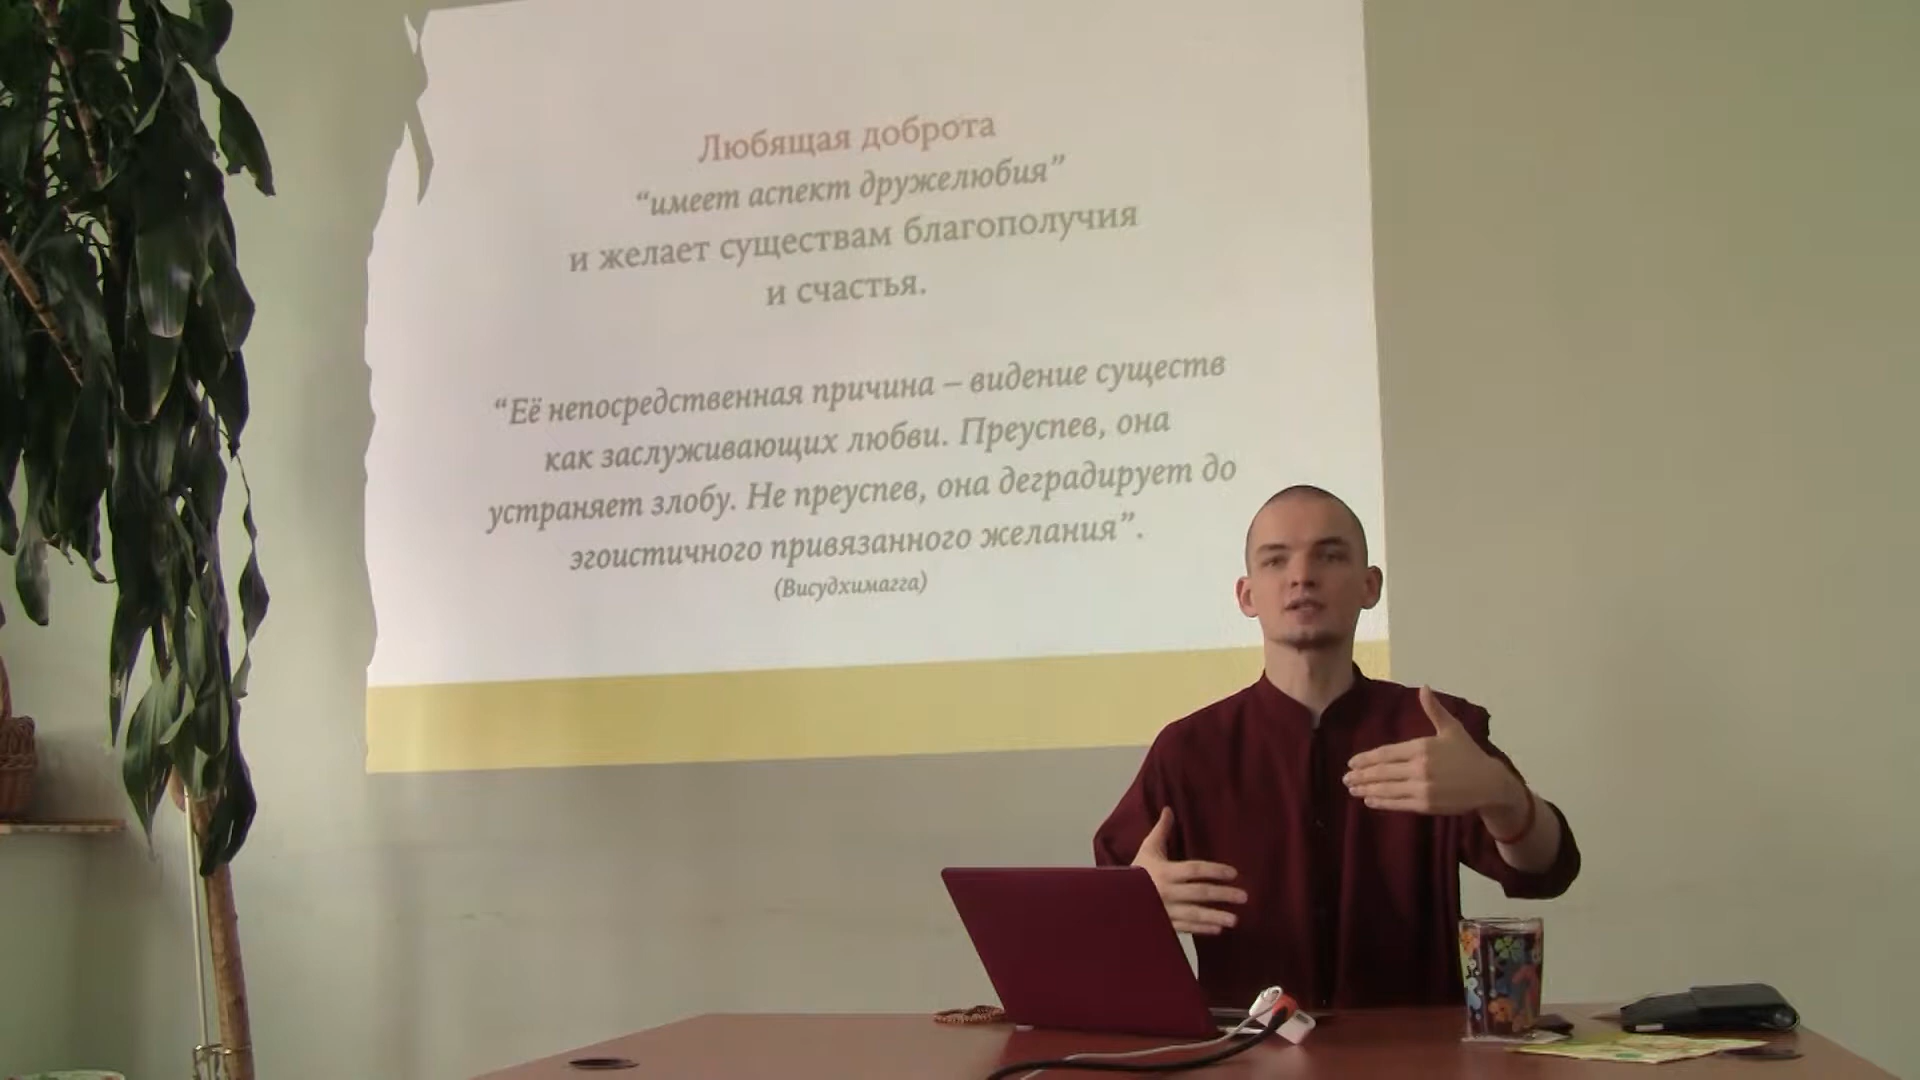 Любящая доброта
“имеет аспект дружелюбия”
и желает существам благополучия
и счастья.
“Её непосредственная причина – видение существ
как заслуживающих любви. Преуспев, она
устраняет злобу. Не преуспев, она деградирует до
эгоистичного привязанного желания”.
(Висудхимагга)